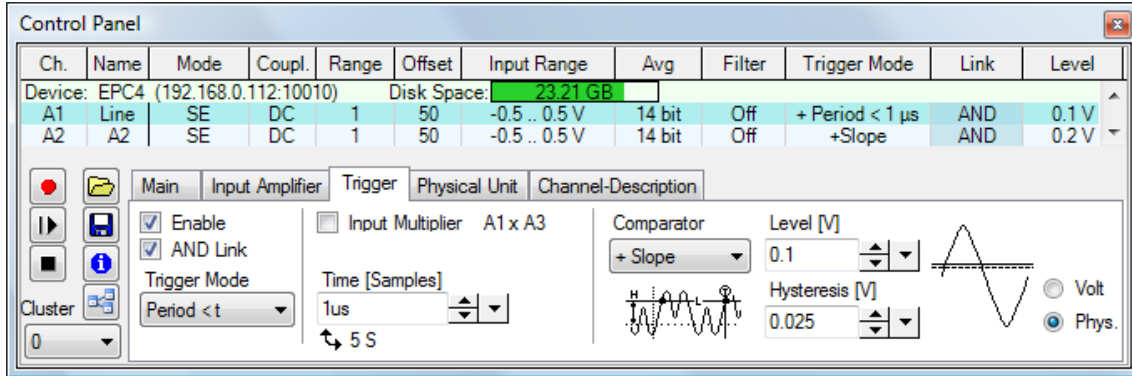 Control Panel
Ch. Name Mode Coupl. Range Offset Input Range Avg Filter Trigger Mode Link Level
Device: EPC4 (192.168.0.112:10010) Disk Space: 23.21 GB
A1 Line SE DC 1 50 -0.5 .. 0.5 V 14 bit Off + Period < 1 µs AND 0.1 V
A2 A2 SE DC 1 50 -0.5 .. 0.5 V 14 bit Off +Slope AND 0.2 V
Main Input Amplifier Trigger Physical Unit Channel-Description
Enable Input Multiplier A1 x A3 Comparator Level [V]
AND Link + Slope 0.1
Trigger Mode Time [Samples] Hysteresis [V] Volt
Cluster Period < t 1us H L T 0.025 Phys.
0 5 S